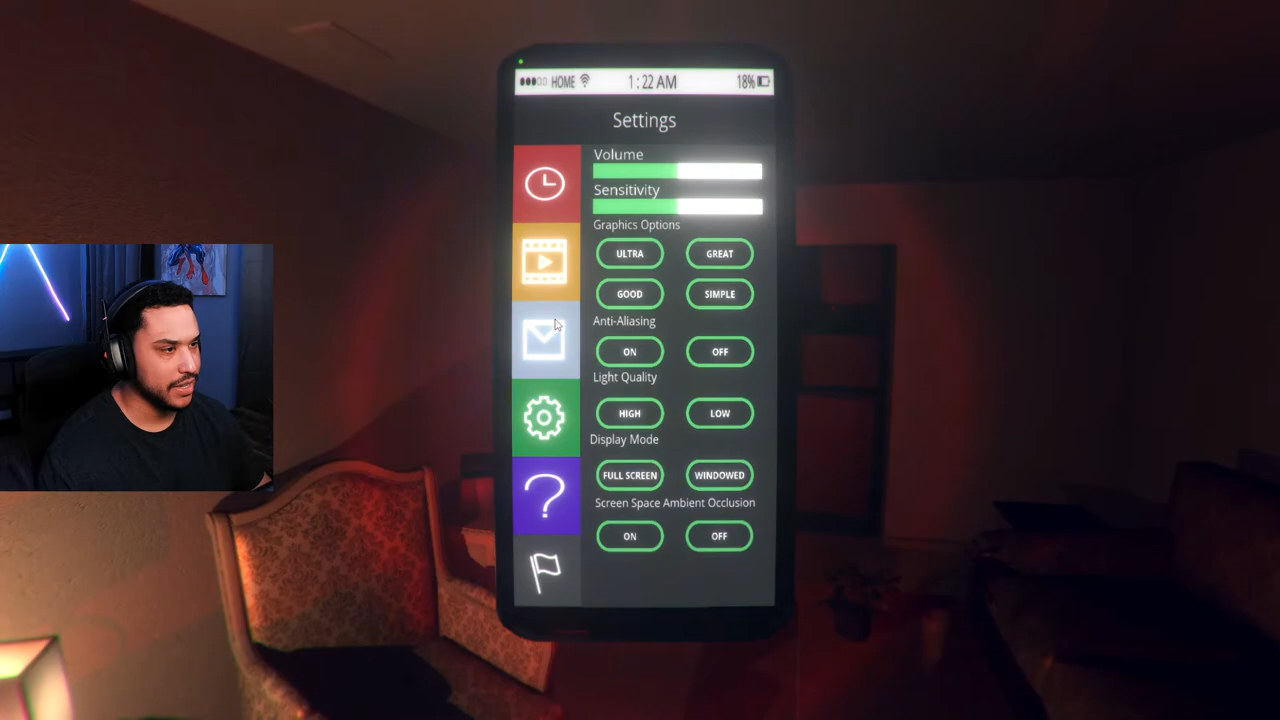 HOME 1:22 AM 18%
Settings
Volume
Sensitivity
Graphics Options
ULTRA GREAT
GOOD SIMPLE
Anti-Aliasing
ON OFF
Light Quality
HIGH LOW
Display Mode
FULL SCREEN WINDOWED
Screen Space Ambient Occlusion
ON OFF